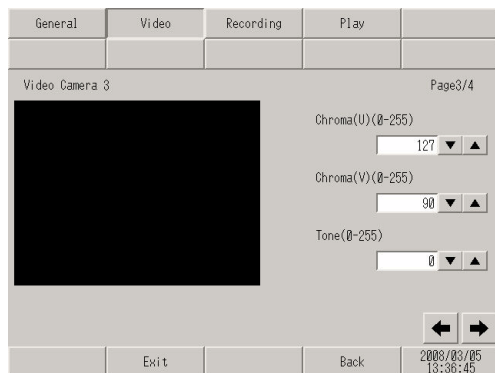 General Video Recording Play
Video Camera 3 Page3/4
Chroma(U)(0-255)
127
Chroma(V)(0-255)
90
Tone(0-255)
0
Exit Back 2008/03/05
13:36:45